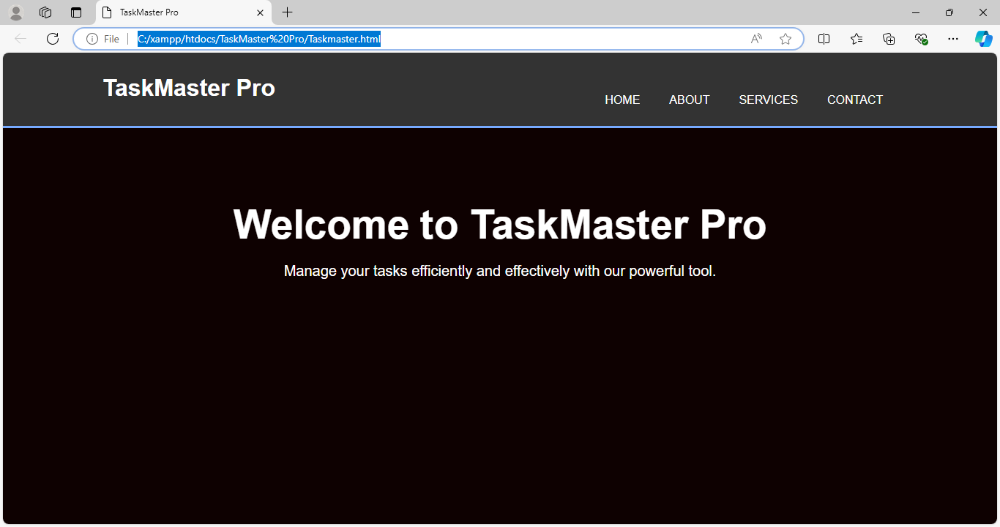 TaskMaster Pro
File
C:/xampp/htdocs/TaskMaster%20Pro/Taskmaster.html
TaskMaster Pro
HOME ABOUT SERVICES CONTACT
Welcome to TaskMaster Pro
Manage your tasks efficiently and effectively with our powerful tool.